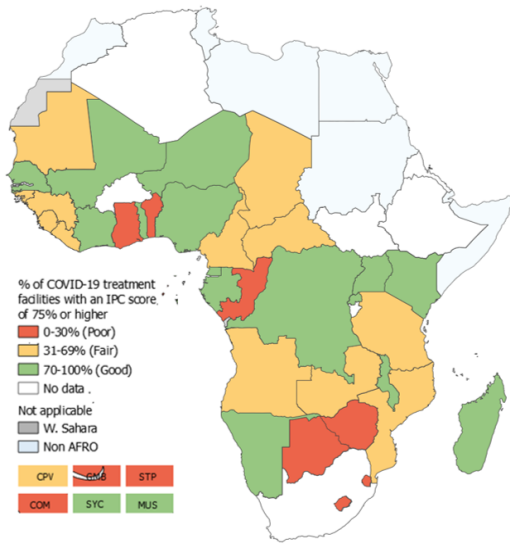 % of COVID-19 treatment
facilities with an IPC score
of 75% or higher
0-30% (Poor)
31-69% (Fair)
70-100% (Good)
No data
Not applicable
W. Sahara
Non AFRO
CPV GMB STP
COM SYC MUS